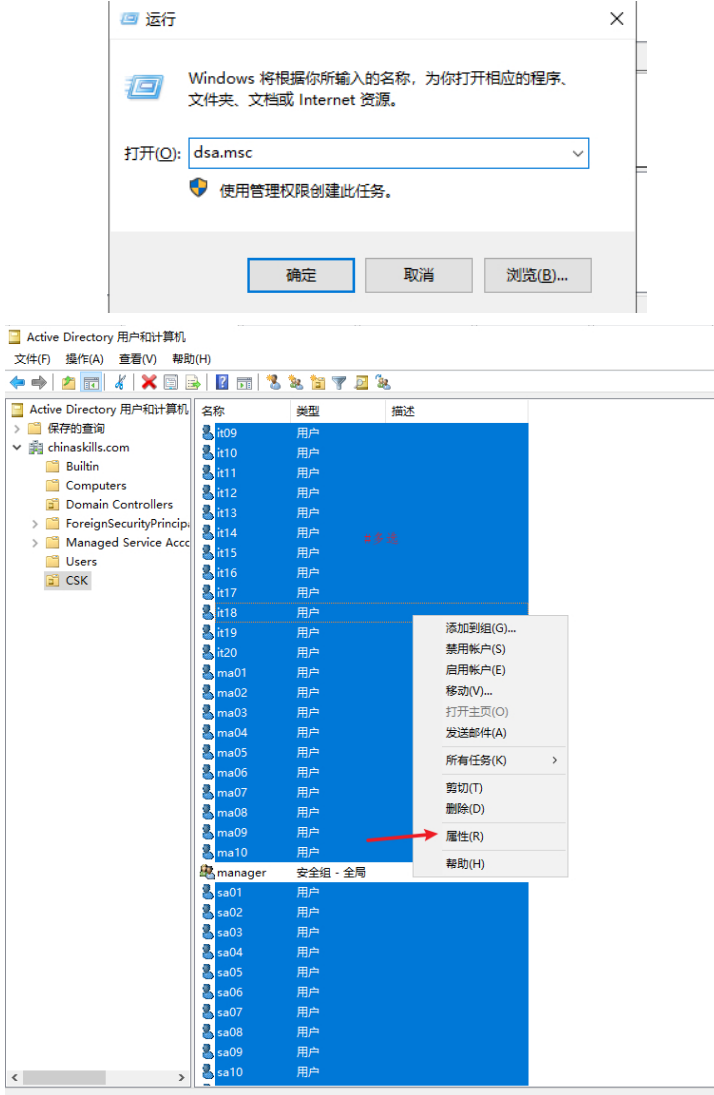 运行
Windows 将根据你所输入的名称，为你打开相应的程序、
文件夹、文档或 Internet 资源。
打开(O): dsa.msc
使用管理权限创建此任务。
确定 取消 浏览(B)...
Active Directory 用户和计算机
文件(F) 操作(A) 查看(V) 帮助(H)
Active Directory 用户和计算机
保存的查询
chinaskills.com
Builtin
Computers
Domain Controllers
ForeignSecurityPrincip
Managed Service Acco
Users
CSK
名称 类型 描述
it09 用户
it10 用户
it11 用户
it12 用户
it13 用户
it14 用户
it15 用户
it16 用户
it17 用户
it18 用户
it19 用户
it20 用户
ma01 用户
ma02 用户
ma03 用户
ma04 用户
ma05 用户
ma06 用户
ma07 用户
ma08 用户
ma09 用户
ma10 用户
manager 安全组 - 全局
sa01 用户
sa02 用户
sa03 用户
sa04 用户
sa05 用户
sa06 用户
sa07 用户
sa08 用户
sa09 用户
sa10 用户
添加到组(G)...
禁用帐户(S)
启用帐户(E)
移动(V)...
打开主页(O)
发送邮件(A)
所有任务(K)
剪切(T)
删除(D)
属性(R)
帮助(H)